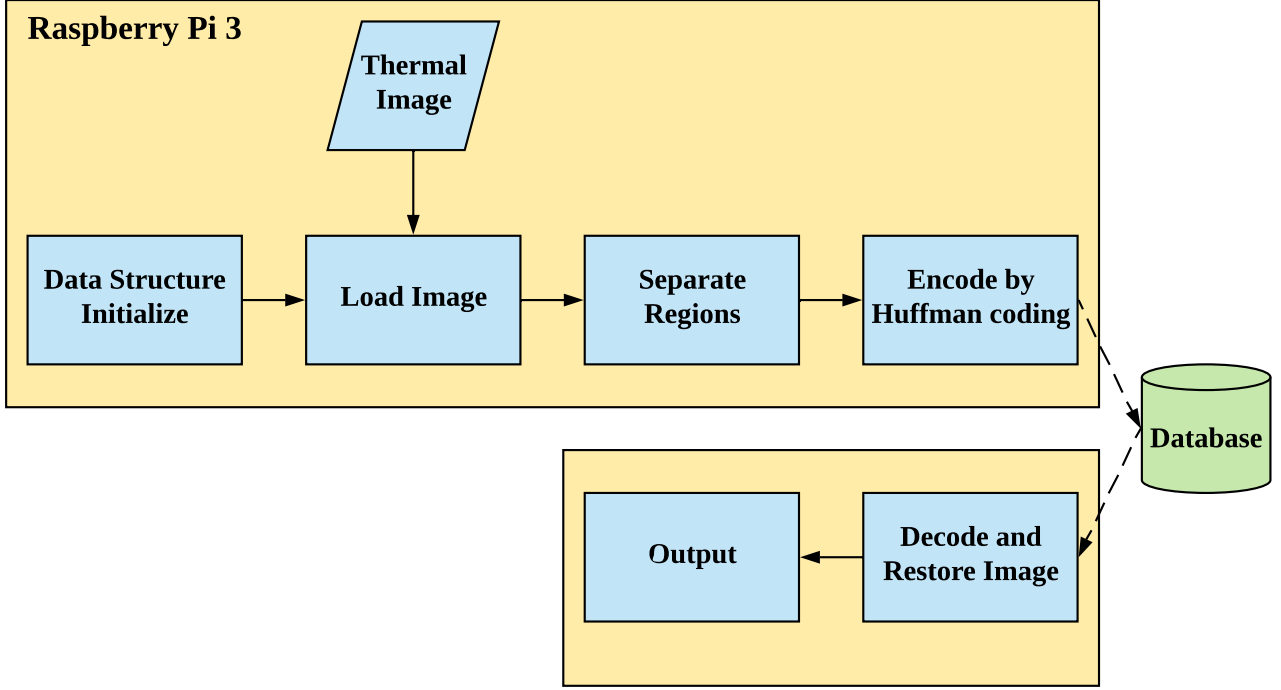 Raspberry Pi 3
Thermal
Image
Data Structure
Initialize
Load Image
Separate
Regions
Encode by
Huffman coding
Database
Output
Decode and
Restore Image